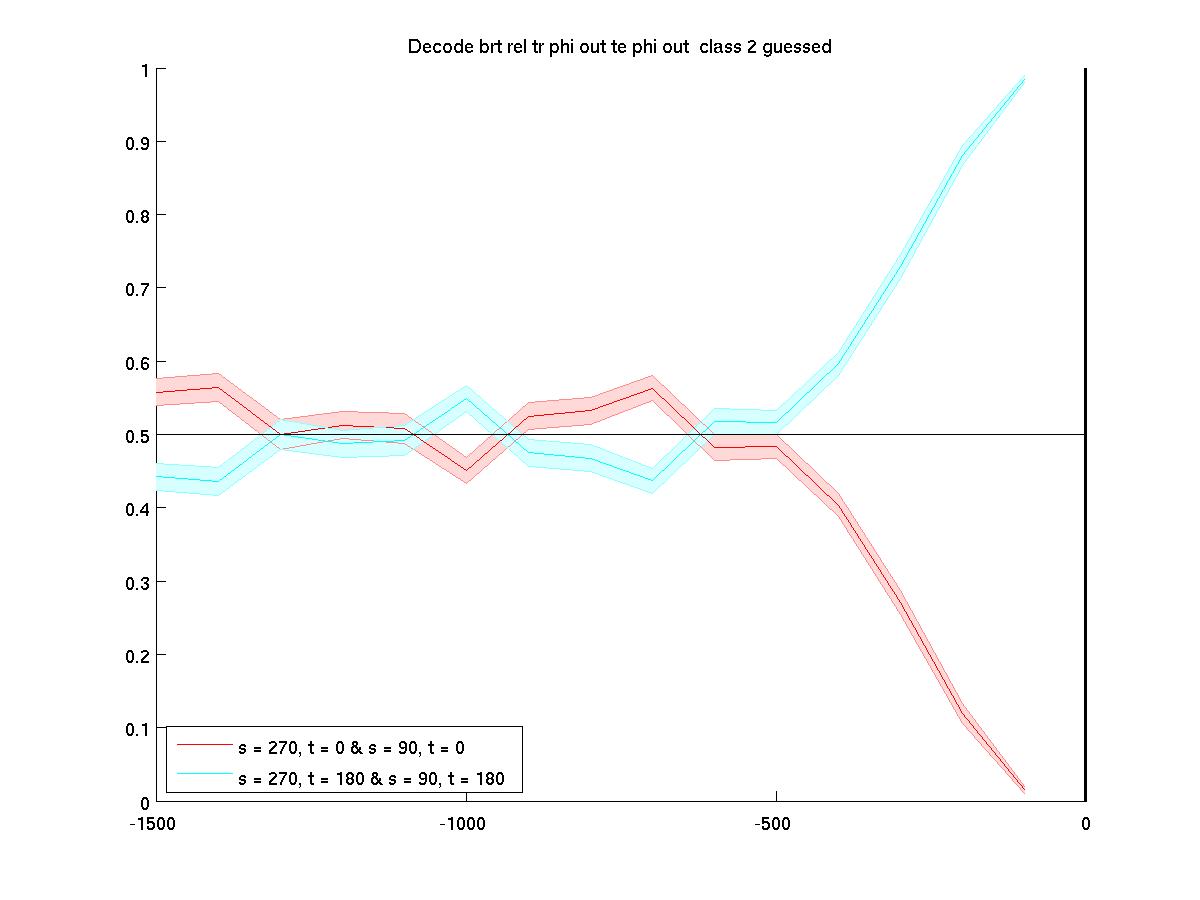 Decode brt rel tr phi out te phi out  class 2 guessed
1
0.9
0.8
0.7
0.6
0.5
0.4
0.3
0.2
0.1
0
s = 270, t = 0 & s = 90, t = 0
s = 270, t = 180 & s = 90, t = 180
-1500 -1000 -500 0